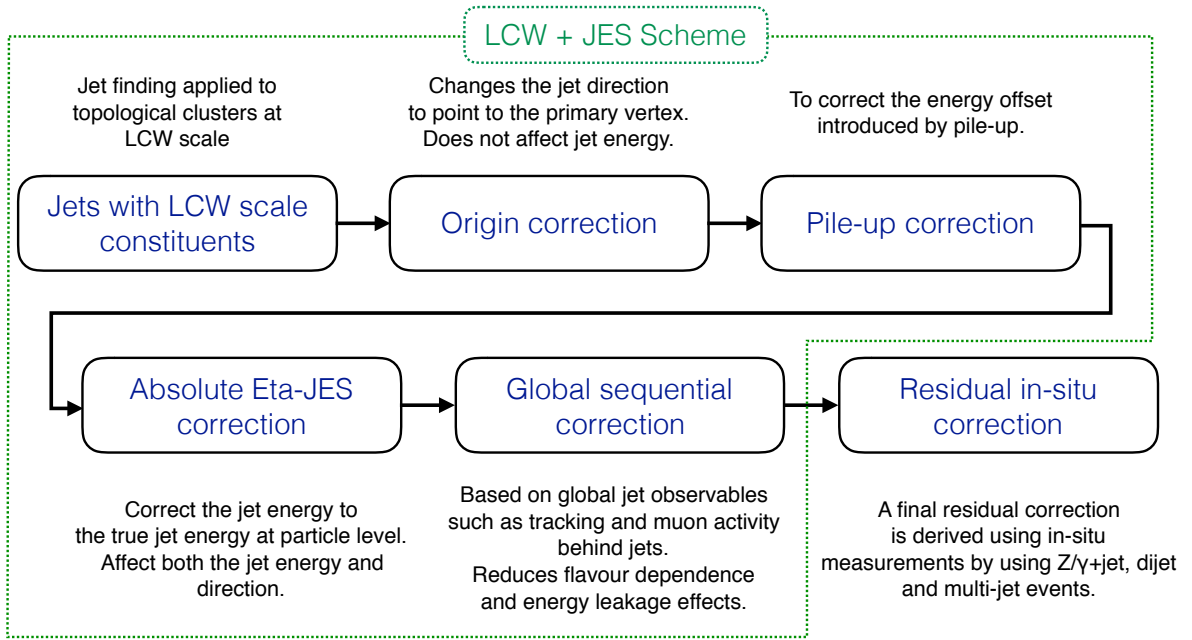 LCW + JES Scheme
Jet finding applied to
topological clusters at
LCW scale
Changes the jet direction
to point to the primary vertex.
Does not affect jet energy.
To correct the energy offset
introduced by pile-up.
Jets with LCW scale
constituents
Origin correction
Pile-up correction
Absolute Eta-JES
correction
Global sequential
correction
Residual in-situ
correction
Correct the jet energy to
the true jet energy at particle level.
Affect both the jet energy and
direction.
Based on global jet observables
such as tracking and muon activity
behind jets.
Reduces flavour dependence
and energy leakage effects.
A final residual correction
is derived using in-situ
measurements by using Z/γ+jet, dijet
and multi-jet events.